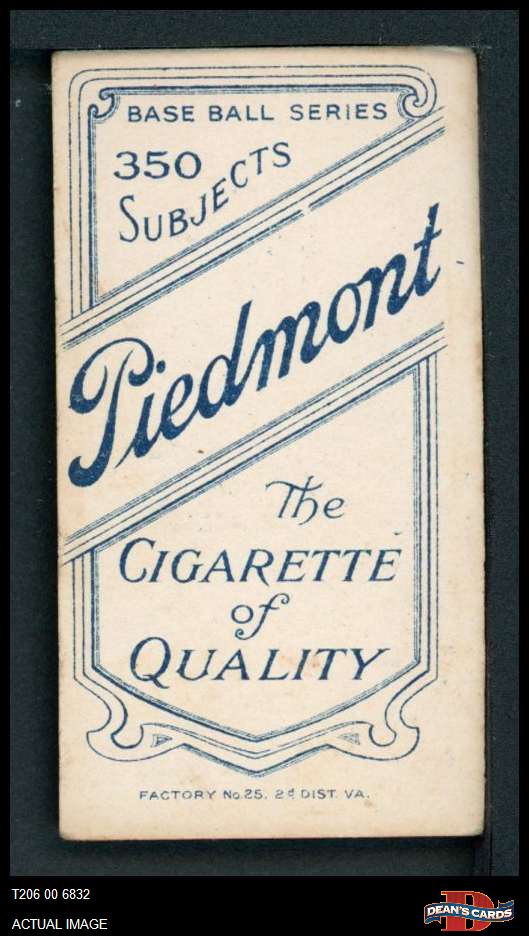 BASE BALL SERIES
350
SUBJECTS
Piedmont
The
CIGARETTE
of
QUALITY
FACTORY No. 25. 2d DIST. VA.
T206 00 6832
ACTUAL IMAGE
D
DEAN'S CARDS